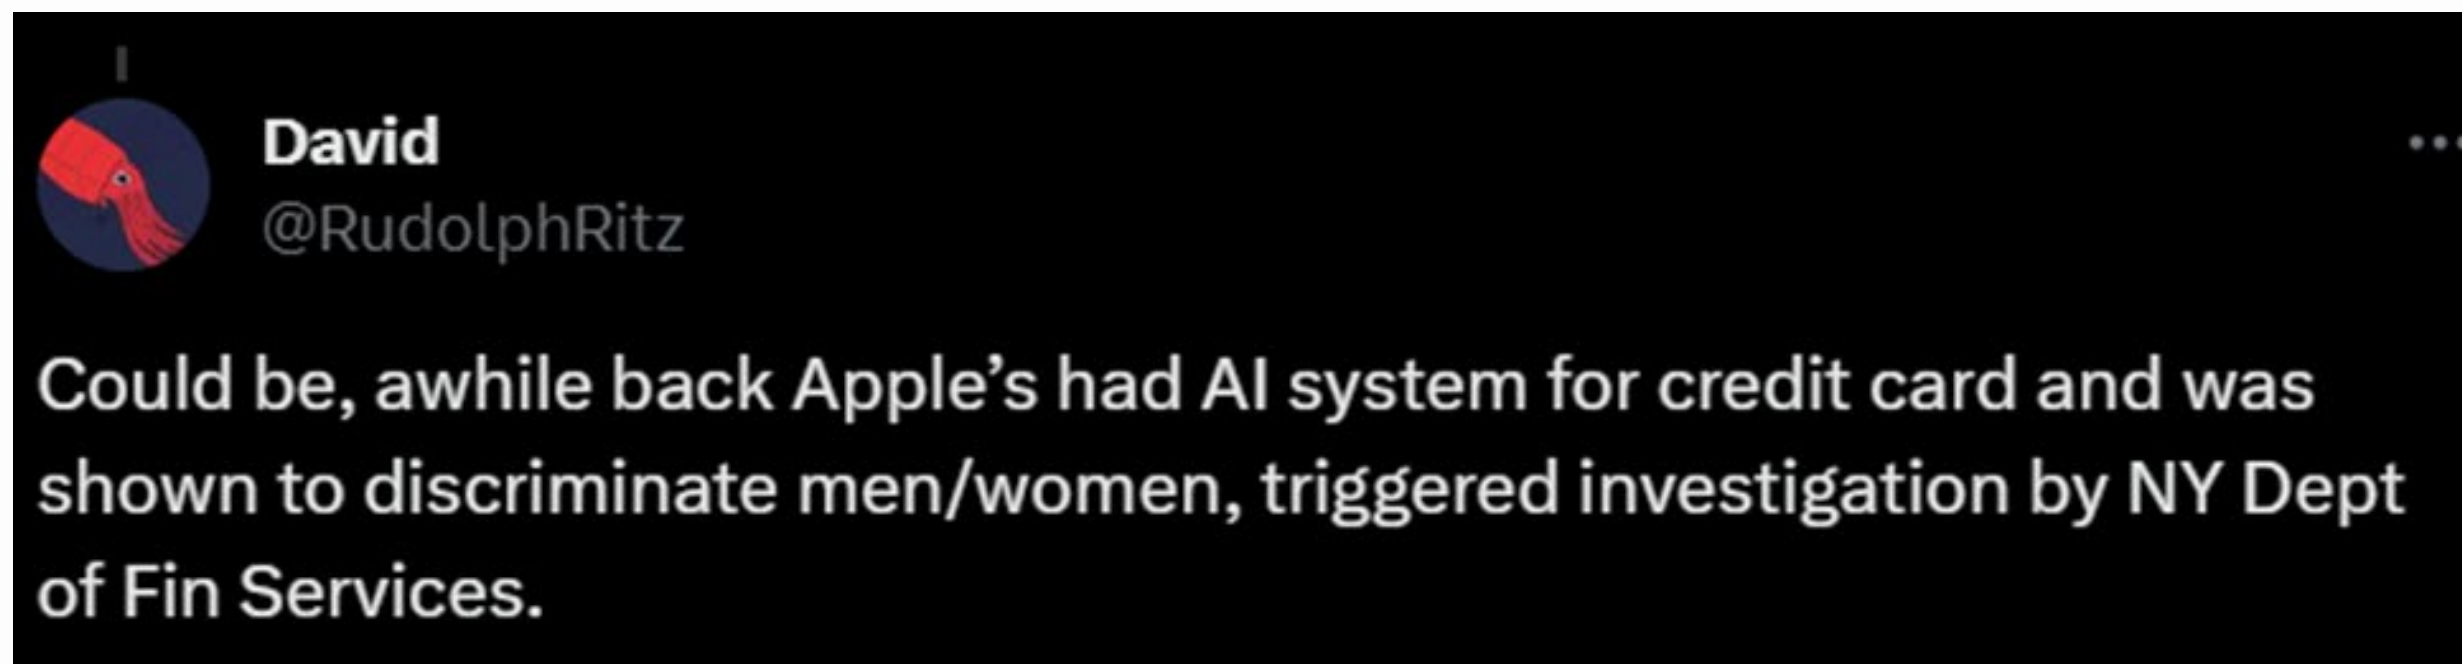 David
@RudolphRitz
Could be, awhile back Apple’s had AI system for credit card and was
shown to discriminate men/women, triggered investigation by NY Dept
of Fin Services.